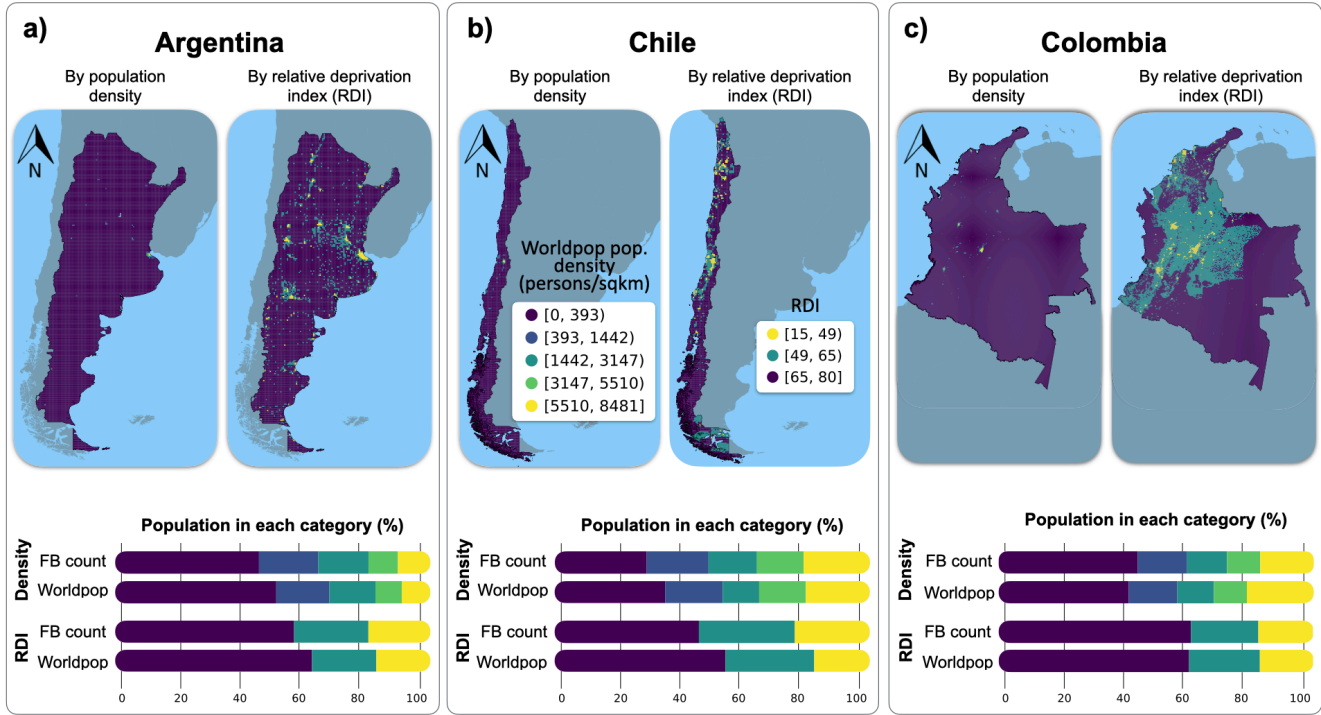 a)
Argentina
By population
density
By relative deprivation
index (RDI)
N
Population in each category (%)
Density
FB count
Worldpop
RDI
FB count
Worldpop
0 20 40 60 80 100
b)
Chile
By population
density
By relative deprivation
index (RDI)
N
Worldpop pop.
density
(persons/sqkm)
[0, 393)
[393, 1442)
[1442, 3147)
[3147, 5510)
[5510, 8481]
RDI
[15, 49)
[49, 65)
[65, 80]
Population in each category (%)
Density
FB count
Worldpop
RDI
FB count
Worldpop
0 20 40 60 80 100
c)
Colombia
By population
density
By relative deprivation
index (RDI)
N
Population in each category (%)
Density
FB count
Worldpop
RDI
FB count
Worldpop
0 20 40 60 80 100